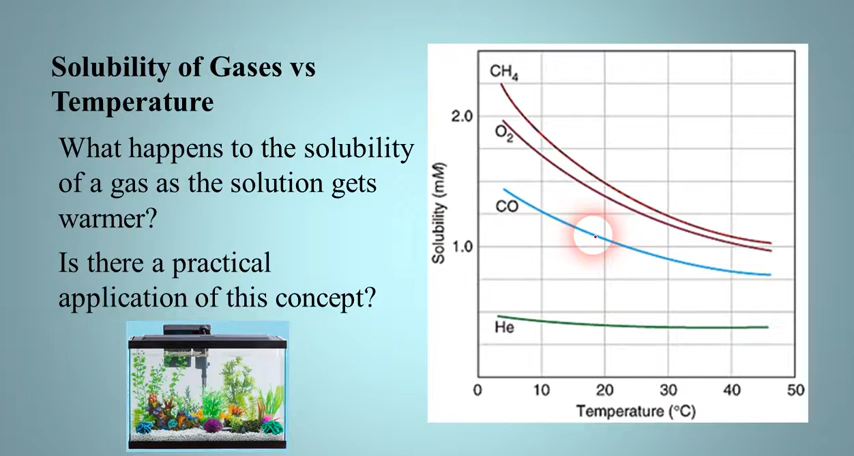 Solubility of Gases vs
Temperature
What happens to the solubility
of a gas as the solution gets
warmer?
Is there a practical
application of this concept?
CH₄
2.0
O₂
CO
1.0
He
Solubility (mM)
0 10 20 30 40 50
Temperature (°C)